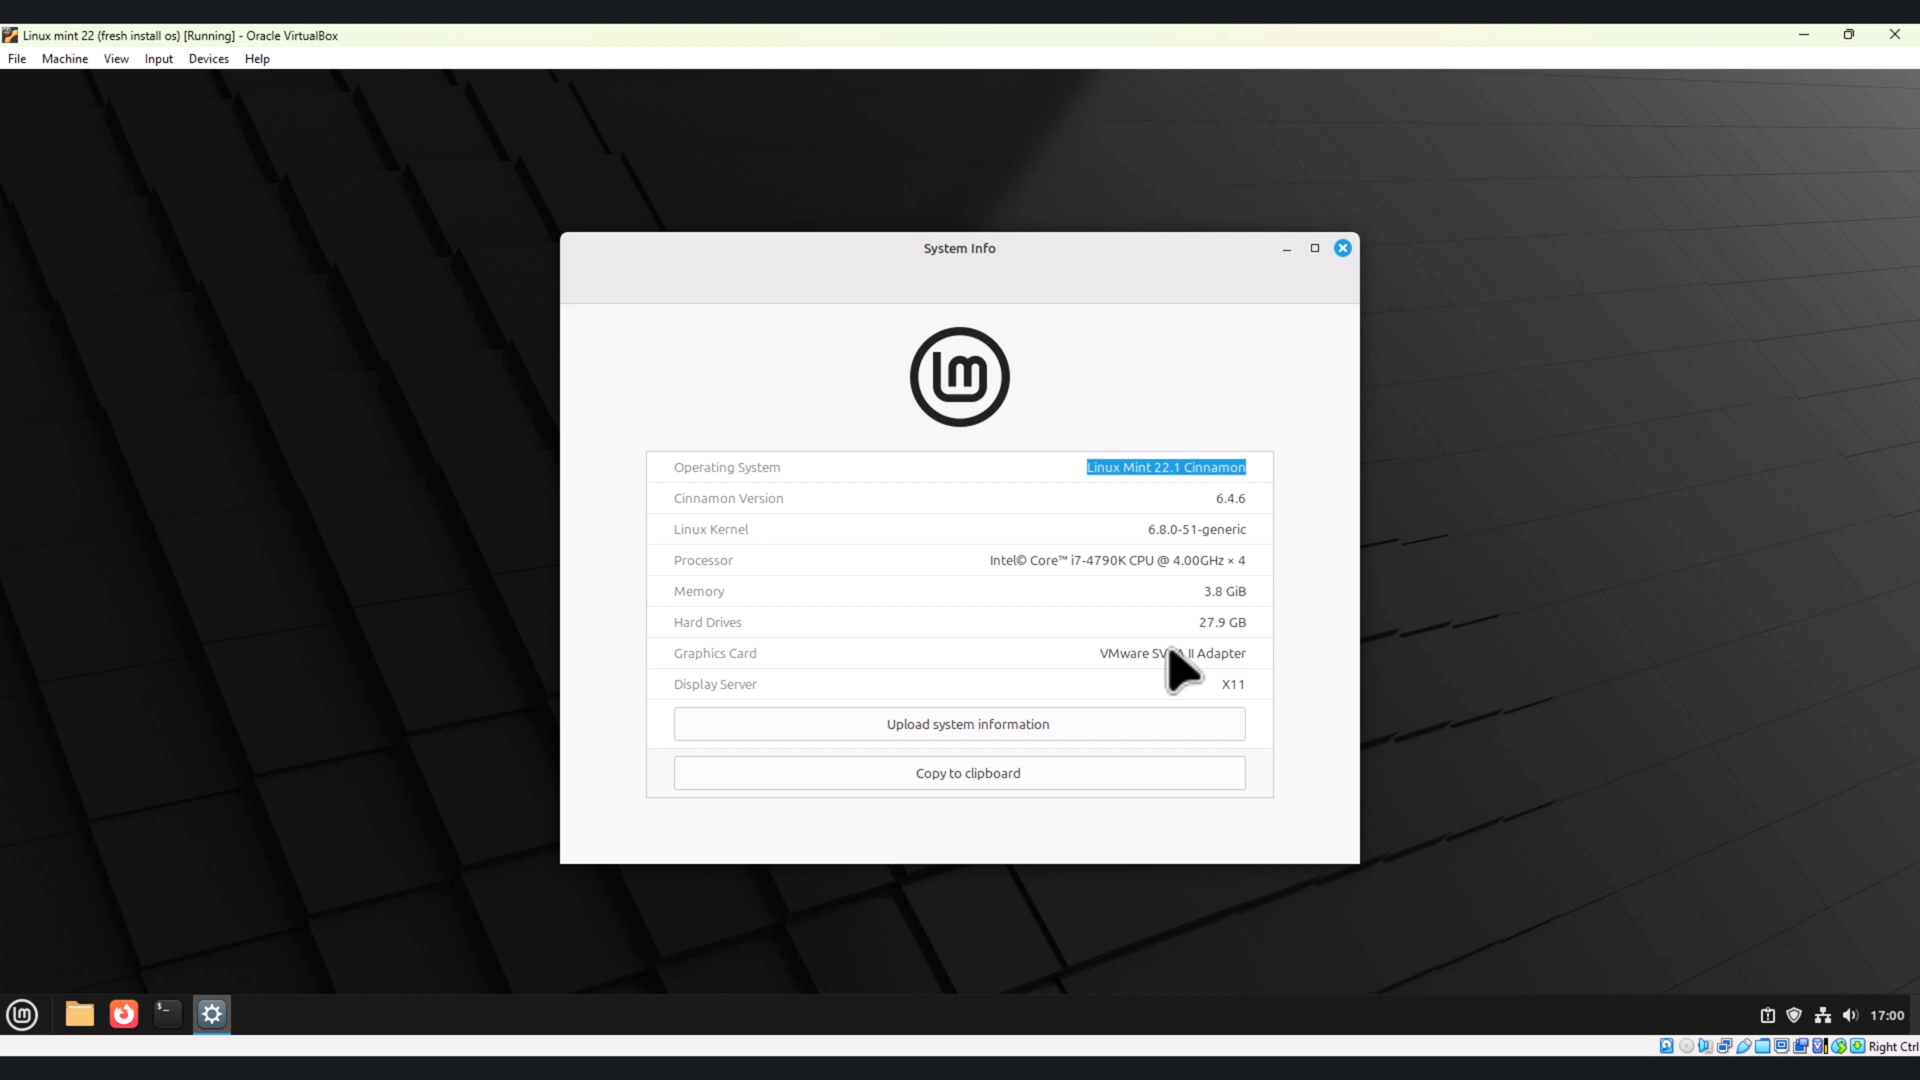 Linux mint 22 (fresh install os) [Running] - Oracle VirtualBox
File Machine View Input Devices Help
System Info
lm
Operating System Linux Mint 22.1 Cinnamon
Cinnamon Version 6.4.6
Linux Kernel 6.8.0-51-generic
Processor Intel© Core™ i7-4790K CPU @ 4.00GHz × 4
Memory 3.8 GiB
Hard Drives 27.9 GB
Graphics Card VMware II Adapter
Display Server X11
Upload system information
Copy to clipboard
lm $_ 17:00
Right Ctrl